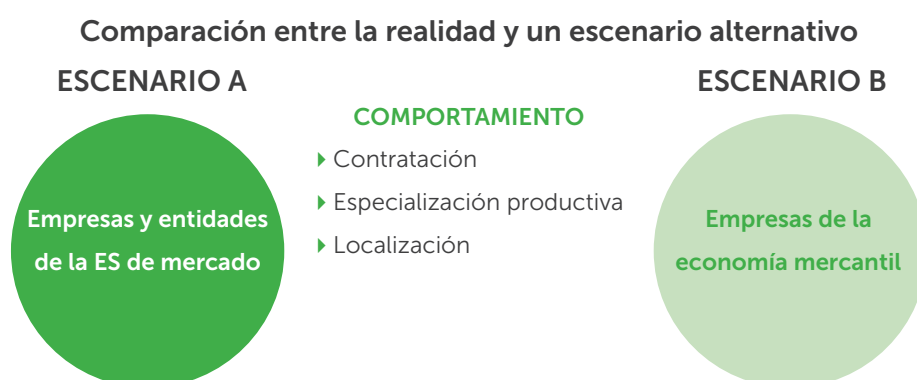 Comparación entre la realidad y un escenario alternativo
ESCENARIO A
Empresas y entidades
de la ES de mercado
COMPORTAMIENTO
Contratación
Especialización productiva
Localización
ESCENARIO B
Empresas de la
economía mercantil